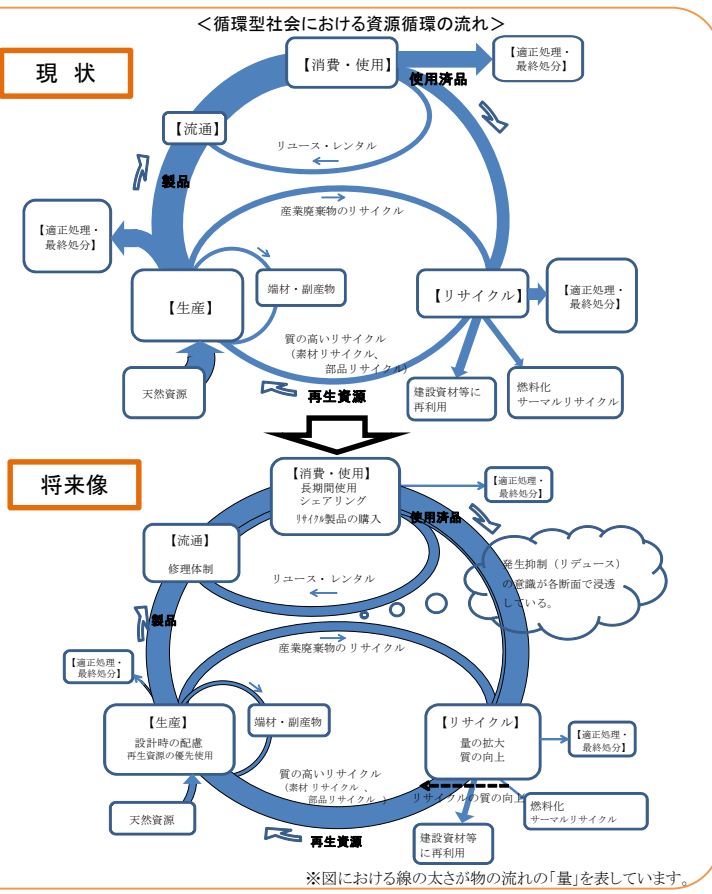 ＜循環型社会における資源循環の流れ＞
現 状
【消費・使用】
【適正処理・
最終処分】
使用済品
【流通】
リユース・レンタル
製品
産業廃棄物のリサイクル
【適正処理・
最終処分】
【生産】
端材・副産物
【リサイクル】
【適正処理・
最終処分】
質の高いリサイクル
（素材リサイクル、
部品リサイクル）
天然資源
再生資源
建設資材等に
再利用
燃料化
サーマルリサイクル
将来像
【消費・使用】
長期間使用
シェアリング
ﾘｻｲｸﾙ製品の購入
【適正処理・
最終処分】
使用済品
【流通】
修理体制
発生抑制（リデュース）
の意識が各断面で浸透
している。
リユース・レンタル
製品
産業廃棄物のリサイクル
【適正処理・
最終処分】
【生産】
設計時の配慮
再生資源の優先使用
端材・副産物
【リサイクル】
量の拡大
質の向上
【適正処理・
最終処分】
質の高いリサイクル
（素材リサイクル、
部品リサイクル）
リサイクルの質の向上
天然資源
再生資源
建設資材等
に再利用
燃料化
サーマルリサイクル
※図における線の太さが物の流れの「量」を表しています。